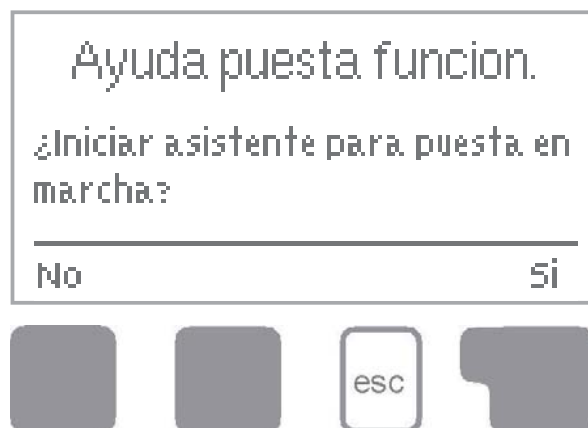 Ayuda puesta funcion.
¿Iniciar asistente para puesta en
marcha?
No Si
esc